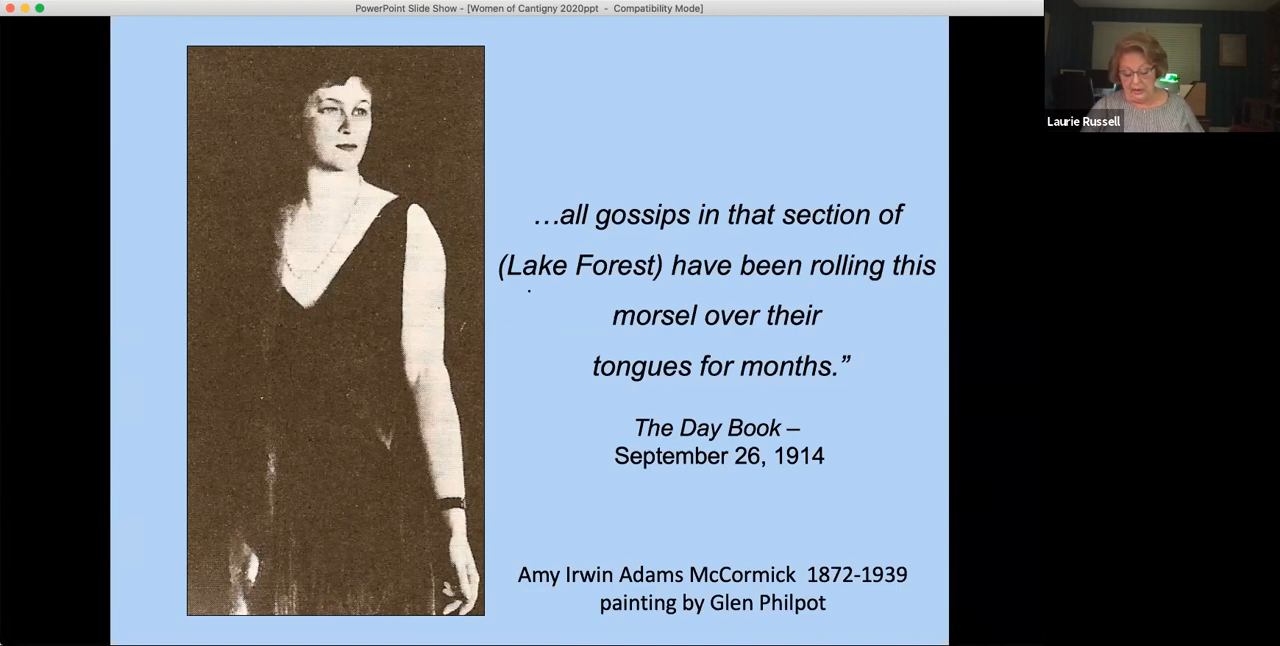 PowerPoint Slide Show - [Women of Cantigny 2020ppt - Compatibility Mode]
Laurie Russell
…all gossips in that section of
(Lake Forest) have been rolling this
morsel over their
tongues for months.”
The Day Book –
September 26, 1914
Amy Irwin Adams McCormick 1872-1939
painting by Glen Philpot